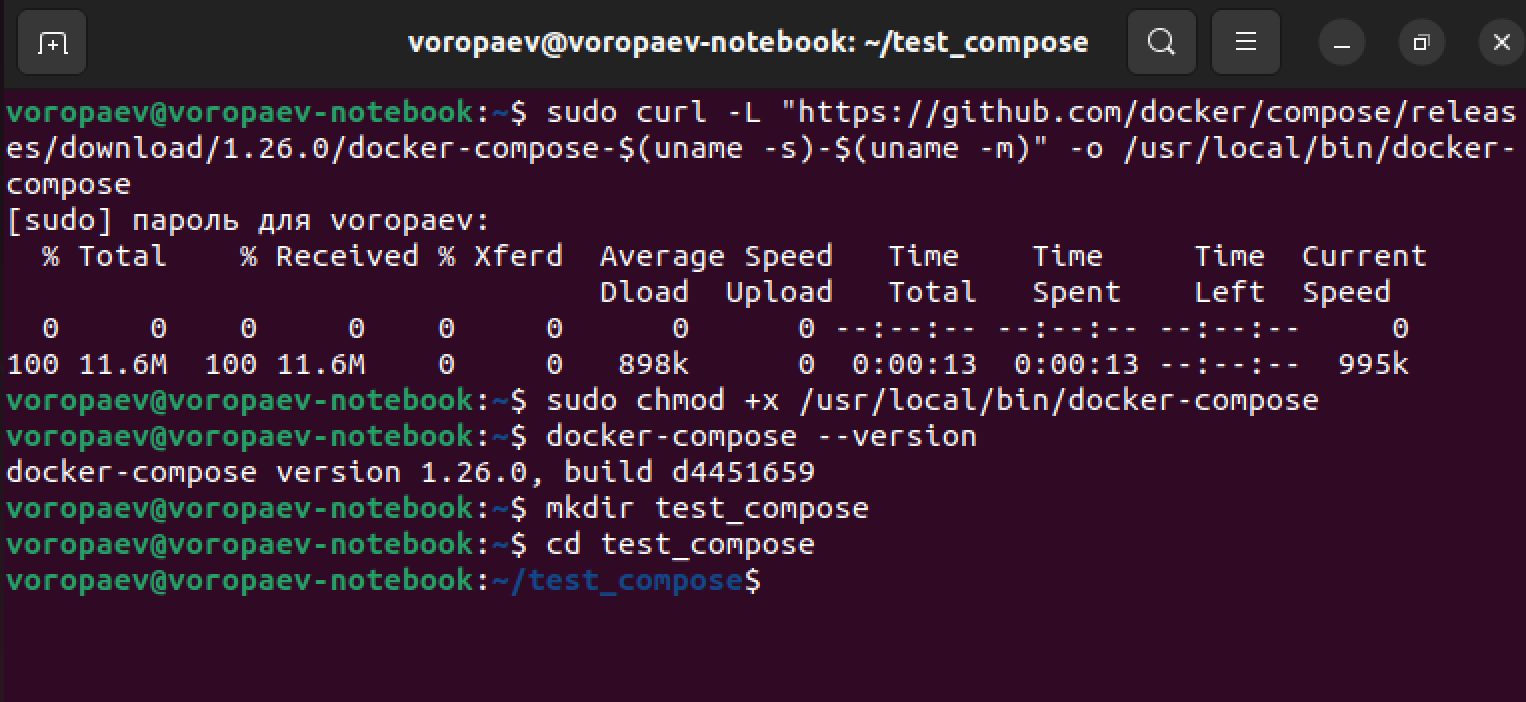 voropaev@voropaev-notebook: ~/test_compose
voropaev@voropaev-notebook:~$ sudo curl -L "https://github.com/docker/compose/releas
es/download/1.26.0/docker-compose-$(uname -s)-$(uname -m)" -o /usr/local/bin/docker-
compose
[sudo] пароль для voropaev:
  % Total    % Received % Xferd  Average Speed   Time    Time     Time  Current
                                 Dload  Upload   Total   Spent    Left  Speed
  0     0    0     0    0     0      0      0 --:--:-- --:--:-- --:--:--     0
100 11.6M  100 11.6M    0     0   898k      0  0:00:13  0:00:13 --:--:--  995k
voropaev@voropaev-notebook:~$ sudo chmod +x /usr/local/bin/docker-compose
voropaev@voropaev-notebook:~$ docker-compose --version
docker-compose version 1.26.0, build d4451659
voropaev@voropaev-notebook:~$ mkdir test_compose
voropaev@voropaev-notebook:~$ cd test_compose
voropaev@voropaev-notebook:~/test_compose$